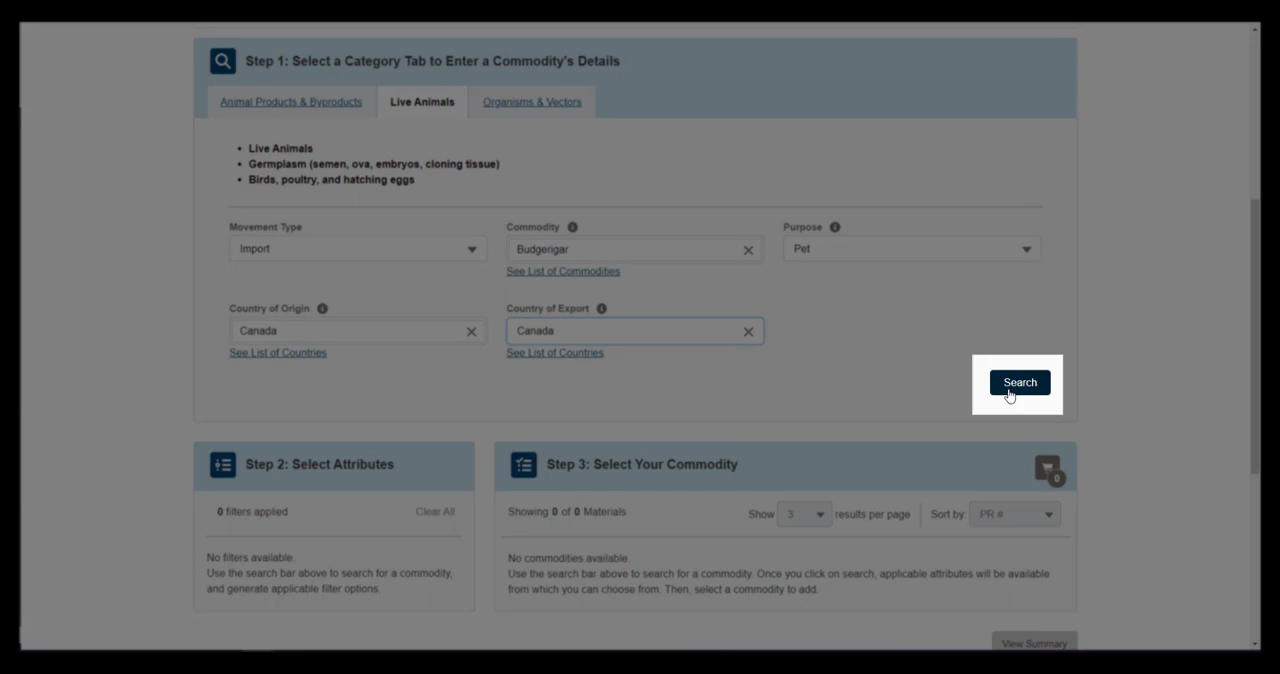 Step 1: Select a Category Tab to Enter a Commodity's Details
Animal Products & Byproducts
Live Animals
Organisms & Vectors
• Live Animals
• Germplasm (semen, ova, embryos, cloning tissue)
• Birds, poultry, and hatching eggs
Movement Type
Commodity
Purpose
Import
Budgerigar
Pet
See List of Commodities
Country of Origin
Country of Export
Canada
Canada
See List of Countries
See List of Countries
Search
Step 2: Select Attributes
0 filters applied
Clear All
No filters available.
Use the search bar above to search for a commodity,
and generate applicable filter options.
Step 3: Select Your Commodity
0
Showing 0 of 0 Materials
Show 3 results per page
Sort by: PR #
No commodities available.
Use the search bar above to search for a commodity. Once you click on search, applicable attributes will be available
from which you can choose from. Then, select a commodity to add.
View Summary